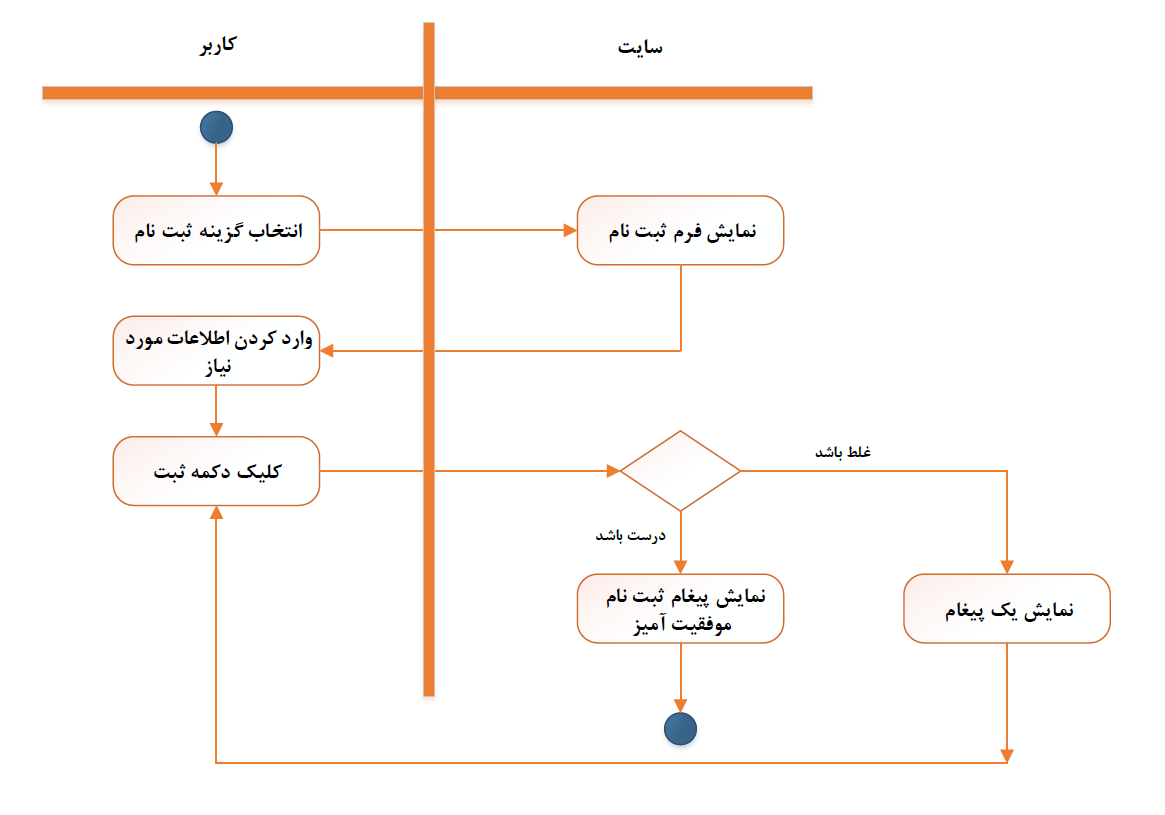 کاربر
سایت
انتخاب گزینه ثبت نام
نمایش فرم ثبت نام
وارد کردن اطلاعات مورد
نیاز
کلیک دکمه ثبت
غلط باشد
درست باشد
نمایش پیغام ثبت نام
موفقیت آمیز
نمایش یک پیغام